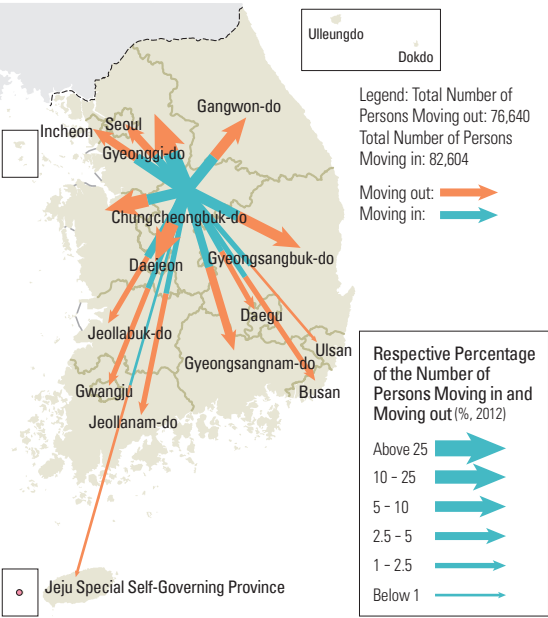 Ulleungdo
Dokdo
Gangwon-do
Seoul
Incheon
Gyeonggi-do
Legend: Total Number of
Persons Moving out: 76,640
Total Number of Persons
Moving in: 82,604
Moving out:
Moving in:
Chungcheongbuk-do
Daejeon
Gyeongsangbuk-do
Daegu
Jeollabuk-do
Ulsan
Gyeongsangnam-do
Gwangju
Busan
Jeollanam-do
Jeju Special Self-Governing Province
Respective Percentage
of the Number of
Persons Moving in and
Moving out (%, 2012)
Above 25
10 – 25
5 – 10
2.5 – 5
1 – 2.5
Below 1